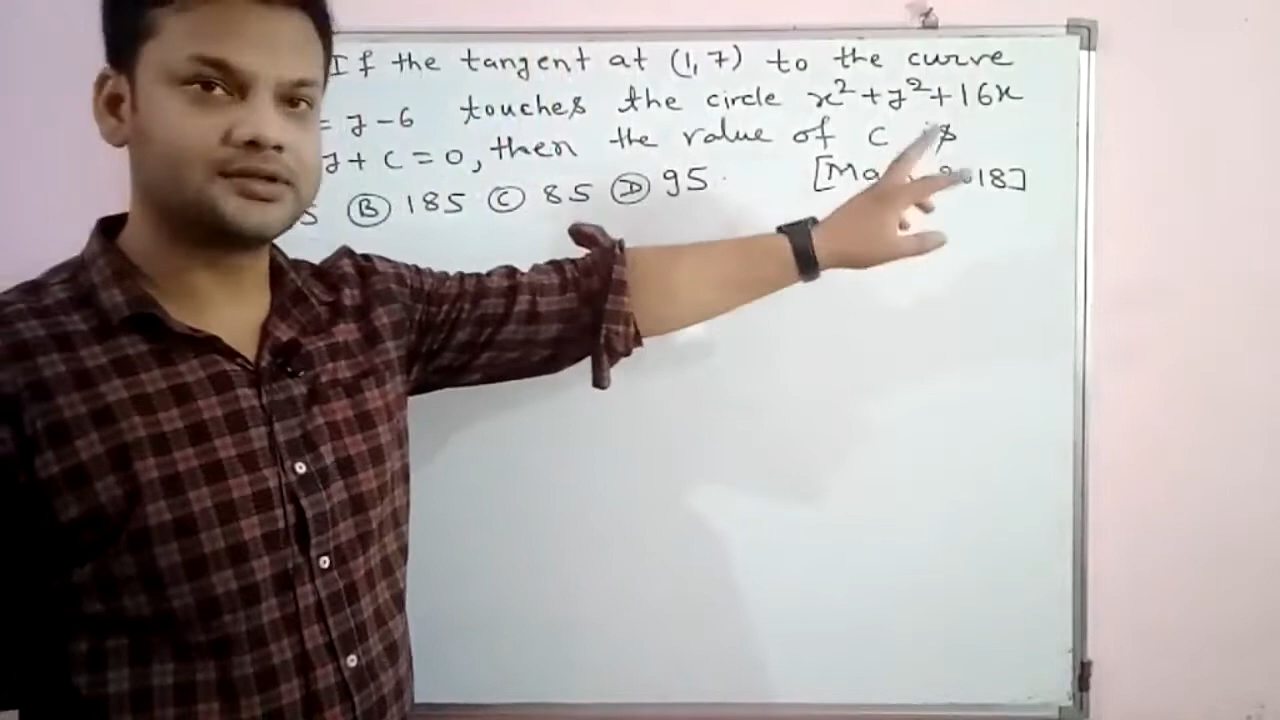 If the tangent at (1,7) to the curve
= y-6 touches the circle x²+y²+16x
y+c=0, then the value of c is
5 Ⓑ 185 Ⓒ 85 Ⓓ 95 [Ma 2018]